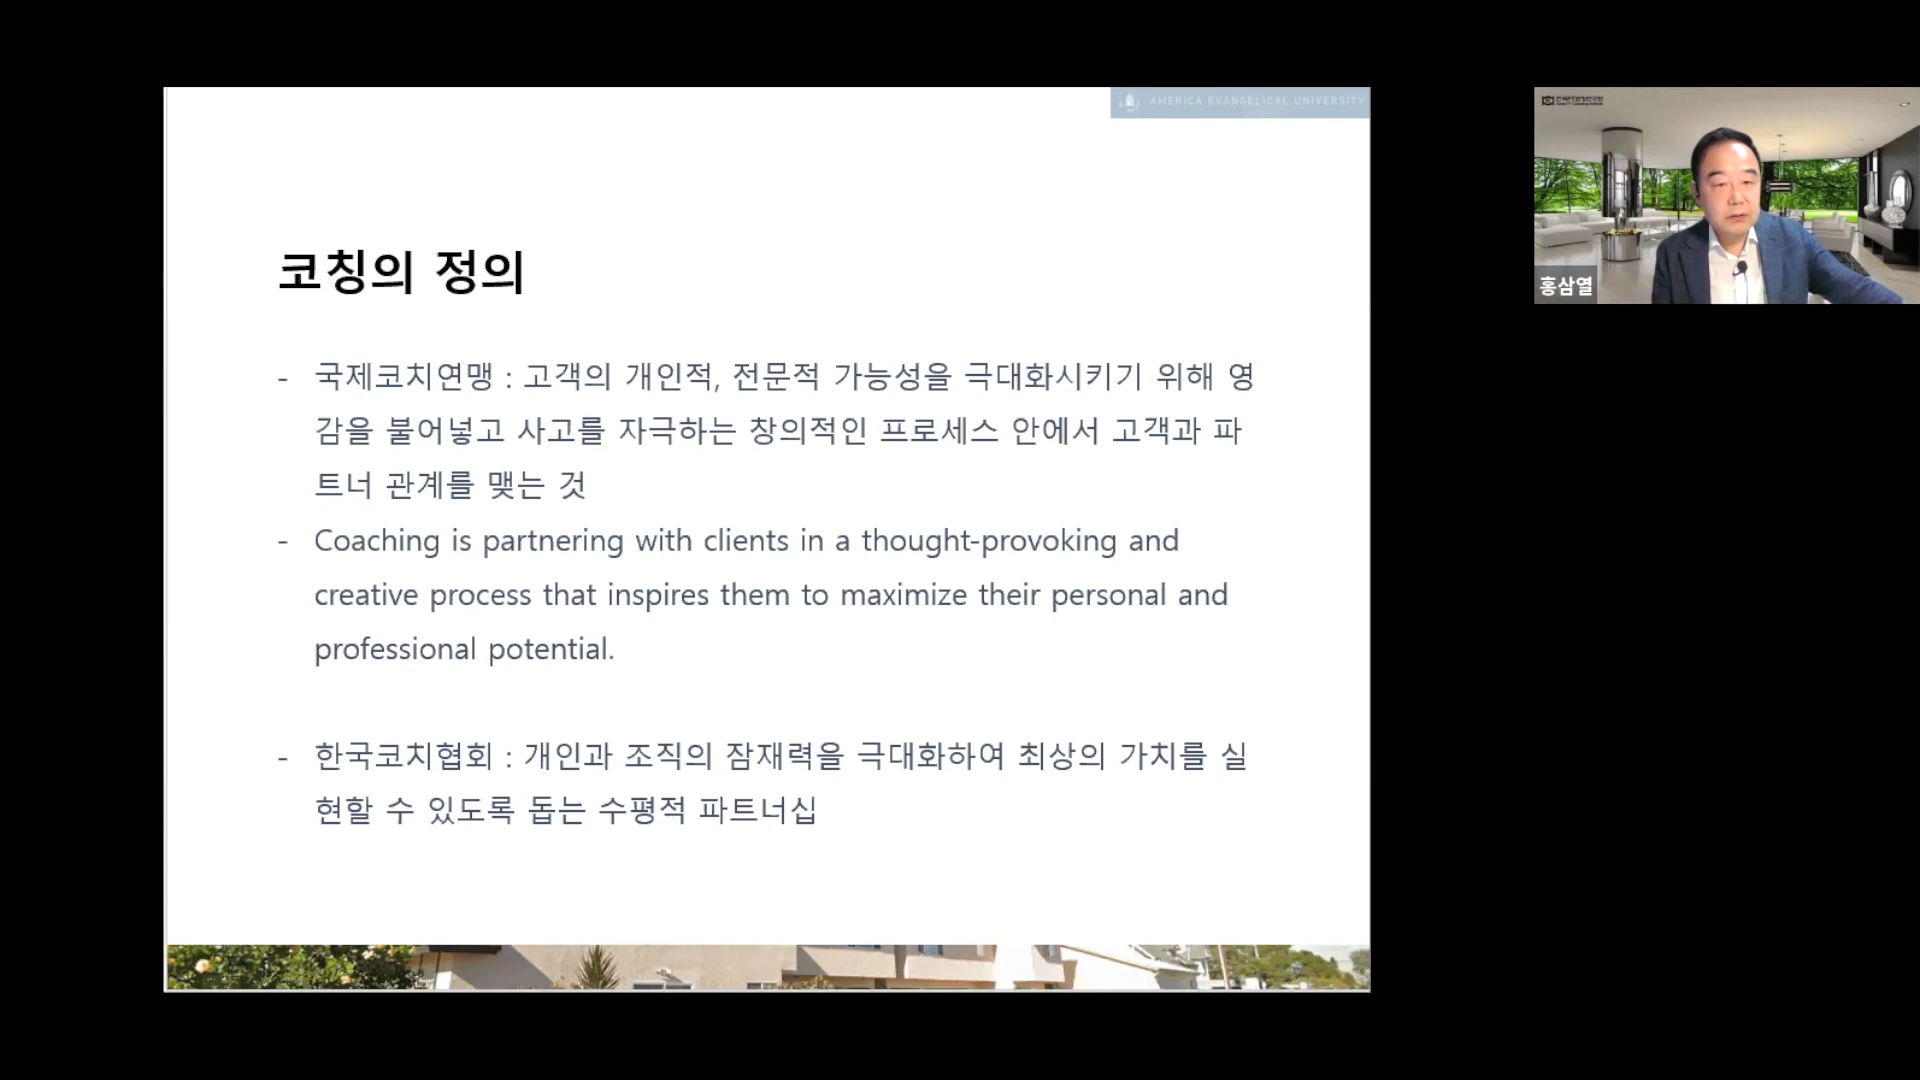 AMERICA EVANGELICAL UNIVERSITY
코칭의 정의
- 국제코치연맹 : 고객의 개인적, 전문적 가능성을 극대화시키기 위해 영
감을 불어넣고 사고를 자극하는 창의적인 프로세스 안에서 고객과 파
트너 관계를 맺는 것
- Coaching is partnering with clients in a thought-provoking and
creative process that inspires them to maximize their personal and
professional potential.
- 한국코치협회 : 개인과 조직의 잠재력을 극대화하여 최상의 가치를 실
현할 수 있도록 돕는 수평적 파트너십
홍삼열